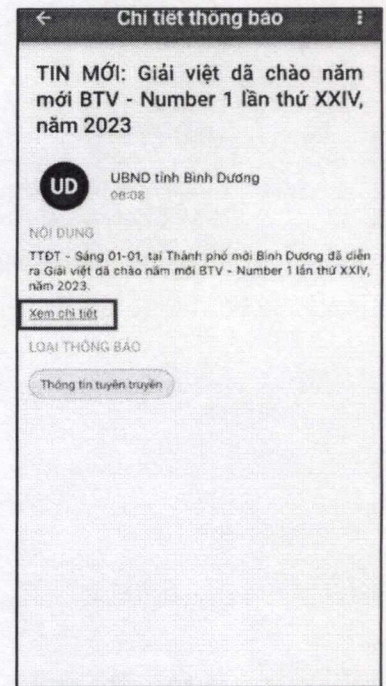 Chi tiết thông báo
TIN MỚI: Giải việt dã chào năm
mới BTV - Number 1 lần thứ XXIV,
năm 2023
UD
UBND tỉnh Bình Dương
08:08
NỘI DUNG
TTĐT - Sáng 01-01, tại Thành phố mới Bình Dương đã diễn
ra Giải việt dã chào năm mới BTV - Number 1 lần thứ XXIV,
năm 2023.
Xem chi tiết
LOẠI THÔNG BÁO
Thông tin tuyên truyền